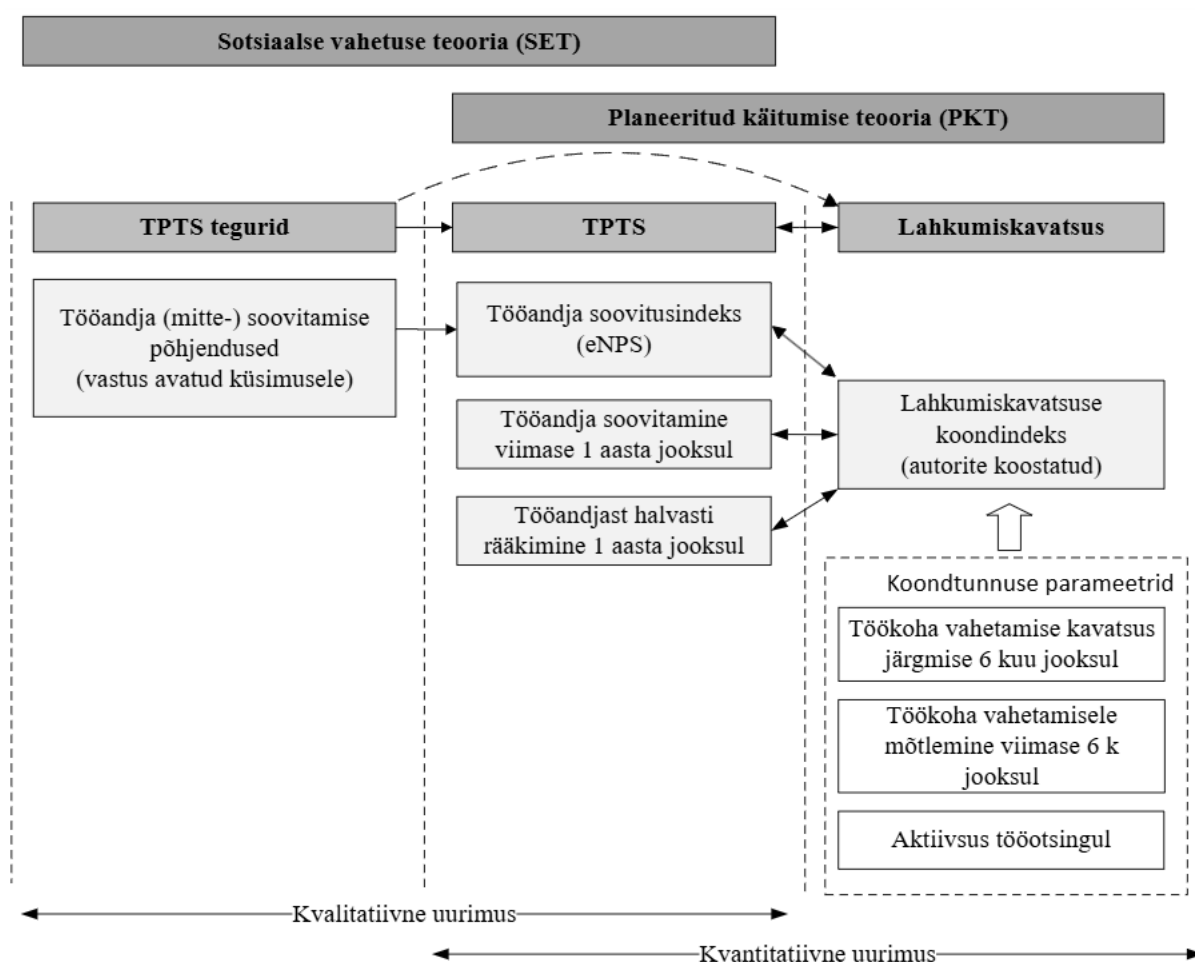 Sotsiaalse vahetuse teooria (SET)
Planeeritud käitumise teooria (PKT)
TPTS tegurid
TPTS
Lahkumiskavatsus
Tööandja (mitte-) soovitamise
põhjendused
(vastus avatud küsimusele)
Tööandja soovitusindeks
(eNPS)
Tööandja soovitamine
viimase 1 aasta jooksul
Tööandjast halvasti
rääkimine 1 aasta jooksul
Lahkumiskavatsuse
koondindeks
(autorite koostatud)
Koondtunnuse parameetrid
Töökoha vahetamise kavatsus
järgmise 6 kuu jooksul
Töökoha vahetamisele
mõtlemine viimase 6 k
jooksul
Aktiivsus tööotsingul
Kvalitatiivne uurimus
Kvantitatiivne uurimus